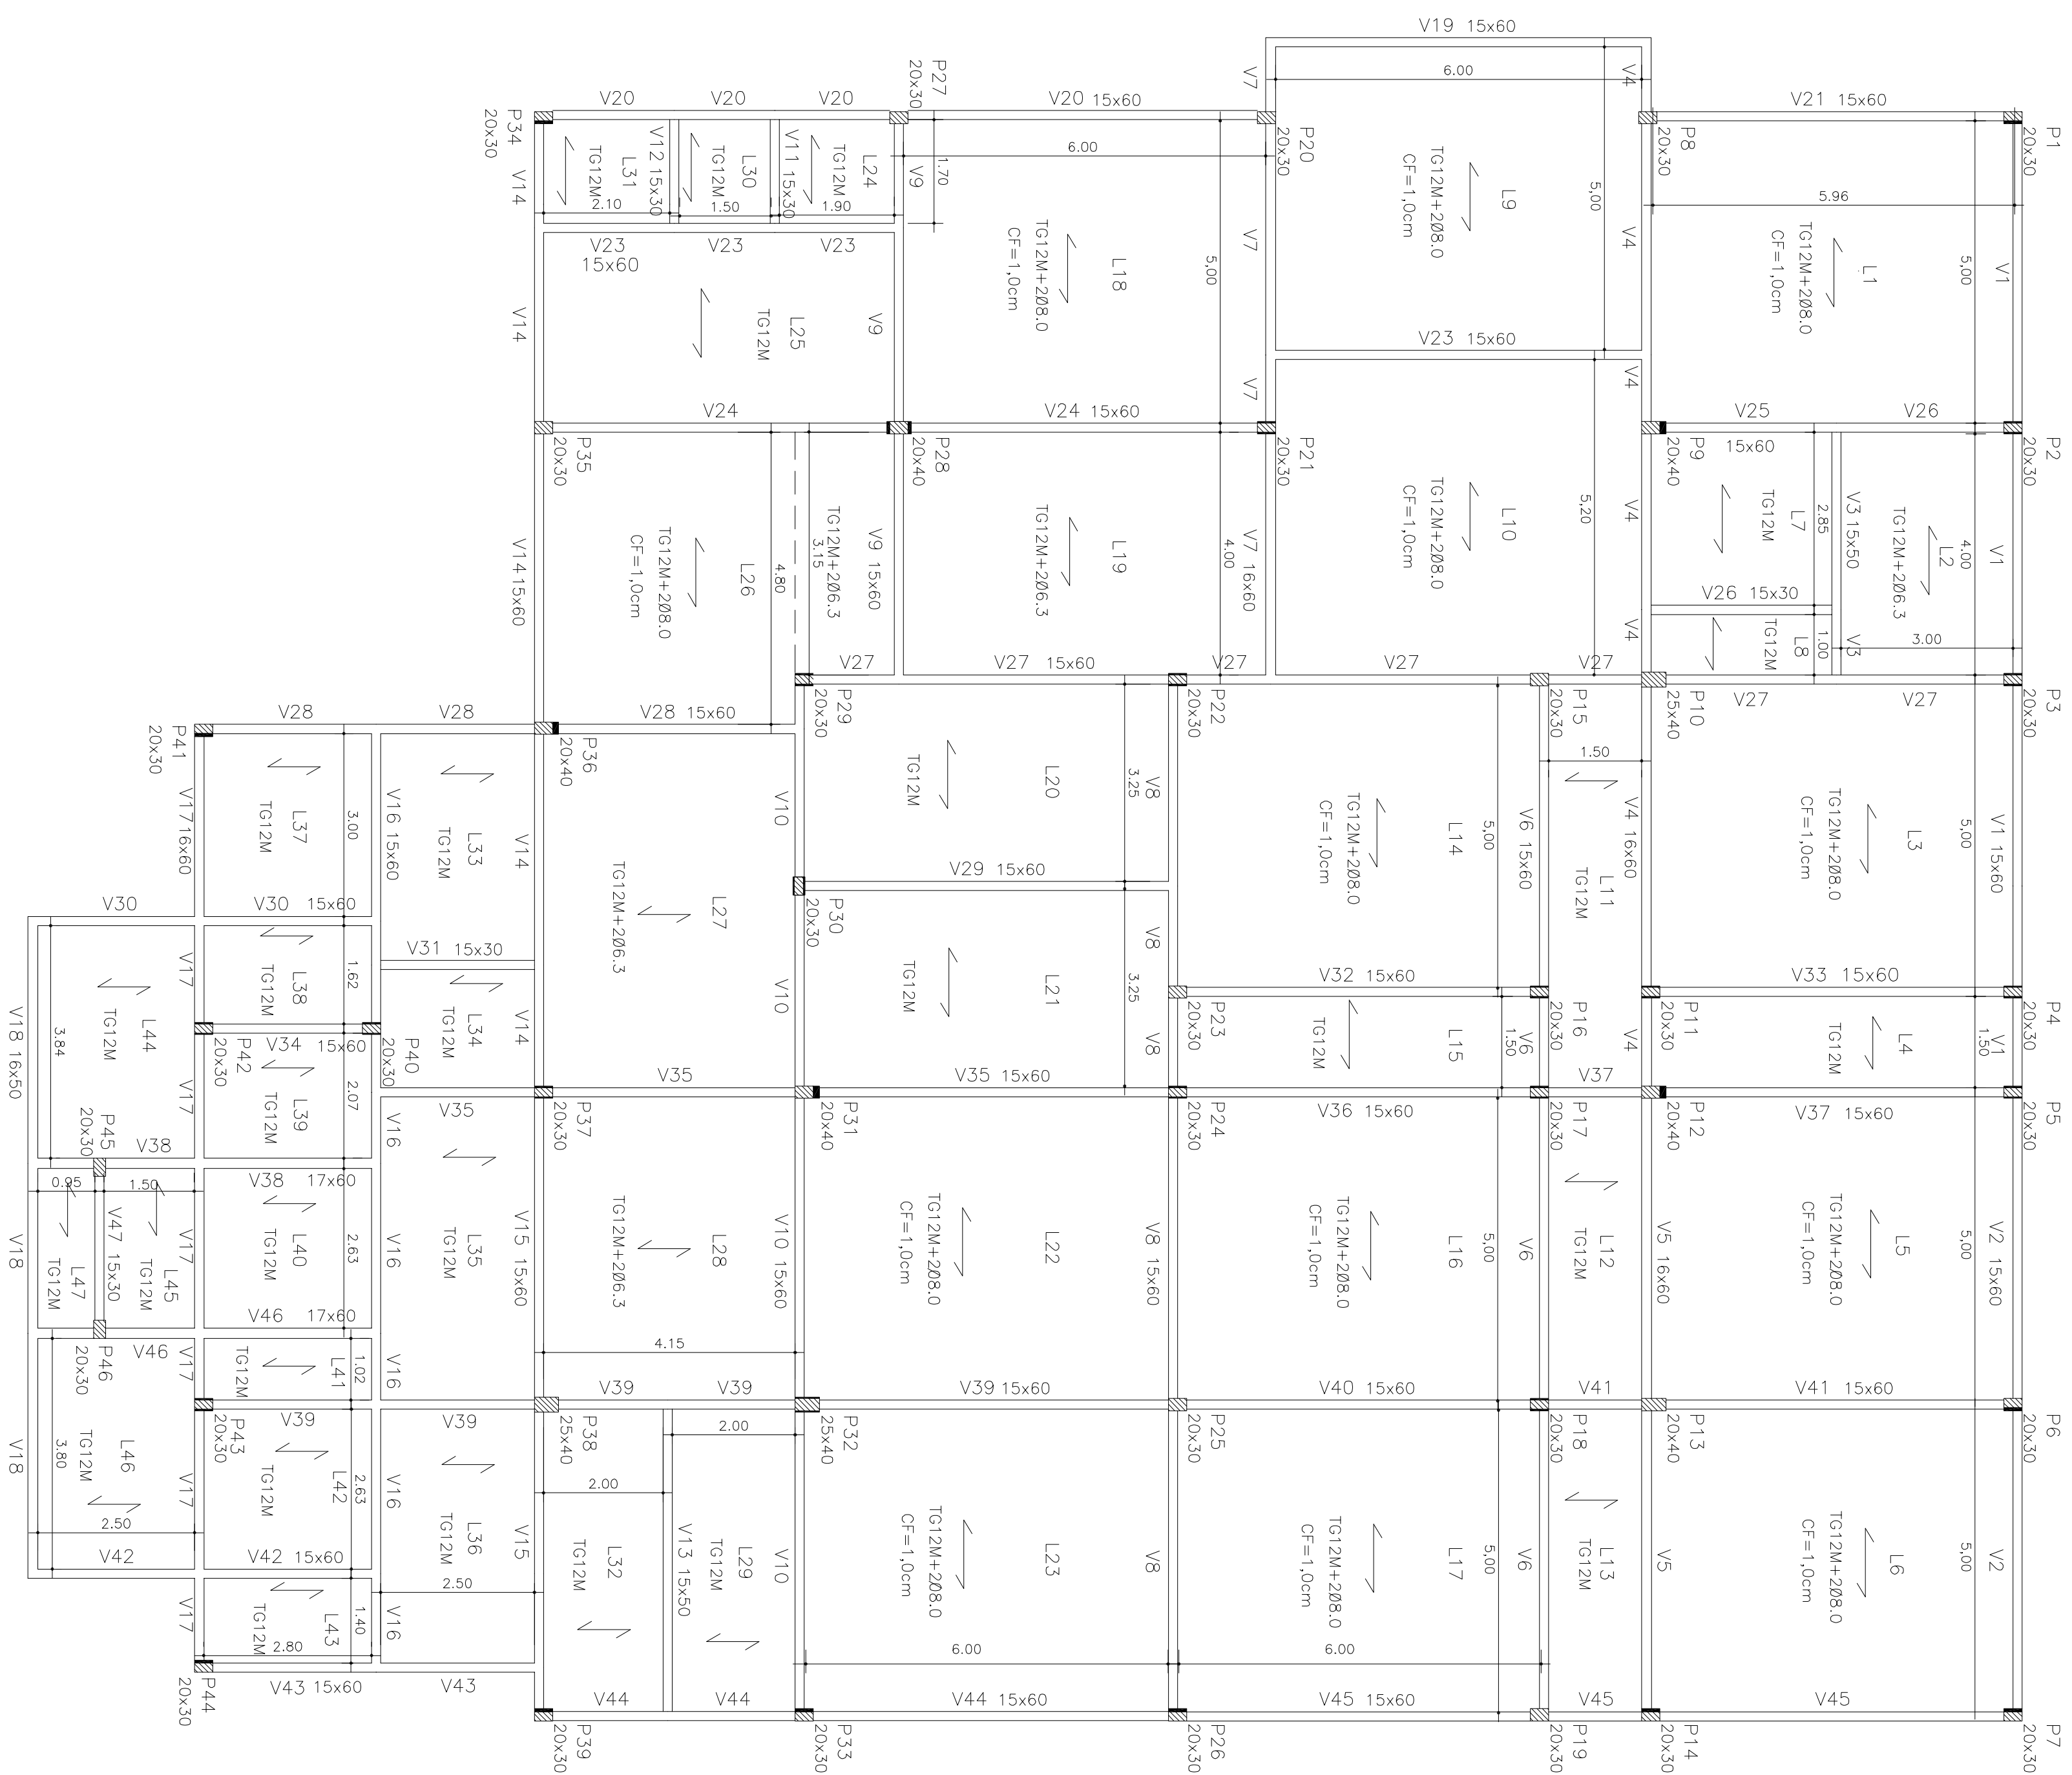 V19 15x60
6.00
V7
V4
P27
20x30
V20
V20
V20
V20 15x60
V21 15x60
P34
20x30
V14
L31
TG12M
2.10
V12 15x30
L30
TG12M
1.50
V11 15x30
L24
TG12M
1.90
V9
1.70
6.00
P20
20x30
P8
20x30
P1
20x30
5.96
L9
TG12M+2Ø8.0
CF=1,0cm
5,00
V4
V7
L18
TG12M+2Ø8.0
CF=1,0cm
5,00
L1
TG12M+2Ø8.0
CF=1,0cm
5,00
V1
V23
15x60
V23
V23
V14
L25
TG12M
V9
V23 15x60
V7
V4
V24
V24 15x60
V25
15x60
V26
P35
20x30
P28
20x40
P21
20x30
P9
20x40
P2
20x30
V14 15x60
L26
TG12M+2Ø8.0
CF=1,0cm
4.80
TG12M+2Ø6.3
3.15
V9 15x60
L19
TG12M+2Ø6.3
4.00
V7 16x60
L10
TG12M+2Ø8.0
CF=1,0cm
5,20
V4
V4
L7
TG12M
2.85
V3 15x50
L2
TG12M+2Ø6.3
4.00
V1
V26 15x30
L8
TG12M
1.00
V3
3.00
V27
V27 15x60
V27
V27
V27
V27
V27
P29
20x30
P22
20x30
P15
20x30
P10
25x40
P3
20x30
V28
V28
V28 15x60
P41
20x30
P36
20x40
V17 16x60
L37
TG12M
3.00
V16 15x60
L33
TG12M
V14
V10
L20
TG12M
3.25
V8
L14
TG12M+2Ø8.0
CF=1,0cm
5,00
V6 15x60
1.50
L11
TG12M
V4 16x60
L3
TG12M+2Ø8.0
CF=1,0cm
5,00
V1 15x60
V29 15x60
P30
20x30
L27
TG12M+2Ø6.3
V30
V30 15x60
V31 15x30
V18 16x50
L44
TG12M
3.84
V17
L38
TG12M
1.62
L34
TG12M
V14
V10
L21
TG12M
3.25
V8
V8
V32 15x60
V33 15x60
P23
20x30
P16
20x30
P11
20x30
P4
20x30
L15
TG12M
1.50
V6
V4
L4
TG12M
1.50
V1
P42
20x30
V34 15x60
P40
20x30
V17
L39
TG12M
2.07
V35
V35
V35 15x60
V36 15x60
V37
V37 15x60
P37
20x30
P31
20x40
P24
20x30
P17
20x30
P12
20x40
P5
20x30
P45
20x30
V38
V38 17x60
V16
0.95
1.50
V18
L47
TG12M
V47 15x30
L45
TG12M
V17
L40
TG12M
2.63
V16
L35
TG12M
V15 15x60
L28
TG12M+2Ø6.3
V10 15x60
L22
TG12M+2Ø8.0
CF=1,0cm
V8 15x60
L16
TG12M+2Ø8.0
CF=1,0cm
5,00
V6
L12
TG12M
V5 16x60
L5
TG12M+2Ø8.0
CF=1,0cm
5,00
V2 15x60
V46
V46 17x60
P46
20x30
V17
L41
TG12M
1.02
V16
4.15
V39
V39
V39
V39
V39 15x60
V40 15x60
V41
V41 15x60
P43
20x30
P38
25x40
P32
25x40
P25
20x30
P18
20x30
P13
20x40
P6
20x30
V18
L46
TG12M
3.80
2.50
V17
L42
TG12M
2.63
V16
L36
TG12M
V15
2.00
2.00
L32
TG12M
V13 15x50
L29
TG12M
V10
L23
TG12M+2Ø8.0
CF=1,0cm
V8
L17
TG12M+2Ø8.0
CF=1,0cm
5,00
V6
L13
TG12M
V5
L6
TG12M+2Ø8.0
CF=1,0cm
5,00
V2
V42
V42 15x60
2.50
V17
L43
TG12M
1.40
2.80
V16
6.00
6.00
P44
20x30
V43 15x60
V43
V44
V44
V44 15x60
V45 15x60
V45
V45
P39
20x30
P33
20x30
P26
20x30
P19
20x30
P14
20x30
P7
20x30